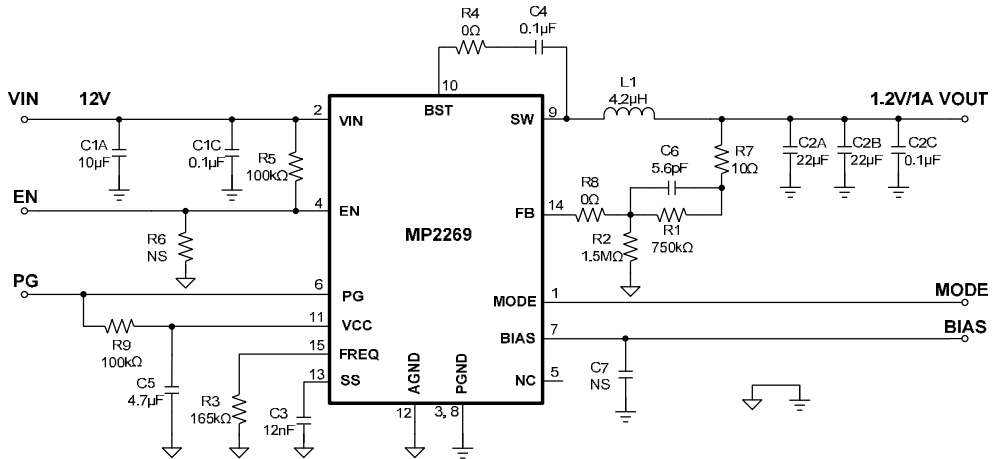 R4
0Ω
C4
0.1µF
10
BST
VIN
12V
2
VIN
C1A
10µF
C1C
0.1µF
R5
100kΩ
EN
4
EN
R6
NS
PG
6
PG
11
VCC
R9
100kΩ
15
FREQ
13
SS
C5
4.7µF
R3
165kΩ
C3
12nF
MP2269
AGND
PGND
12
3, 8
SW
9
L1
4.2µH
1.2V/1A VOUT
C6
5.6pF
R7
10Ω
C2A
22µF
C2B
22µF
C2C
0.1µF
R8
0Ω
FB
14
R2
1.5MΩ
R1
750kΩ
MODE
1
MODE
BIAS
7
BIAS
C7
NS
NC
5